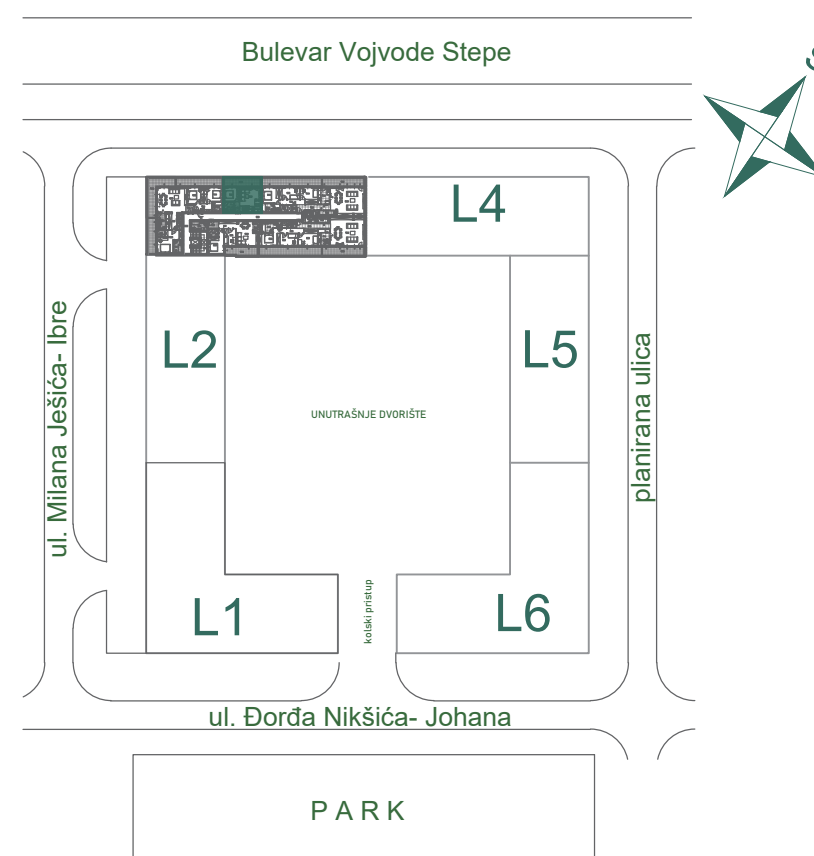 Bulevar Vojvode Stepe
S
L4
L2
L5
ul. Milana Ješića- Ibre
planirana ulica
UNUTRAŠNJE DVORIŠTE
L1
kolski pristup
L6
ul. Đorđa Nikšića- Johana
PARK